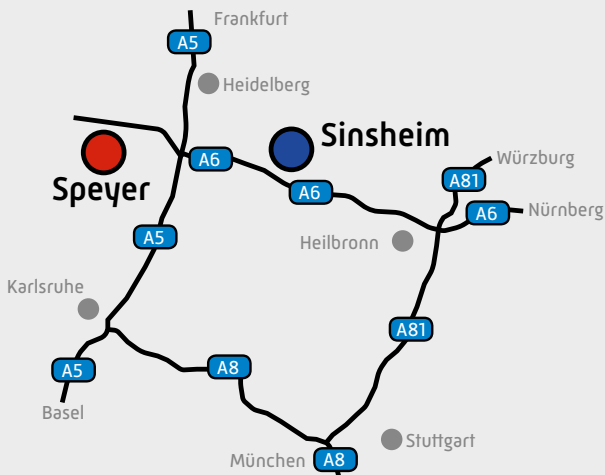 Frankfurt
A5
Heidelberg
Sinsheim
Würzburg
A6
Speyer
A81
A6
A6
Nürnberg
A5
Heilbronn
Karlsruhe
A81
A8
A5
Basel
Stuttgart
München
A8